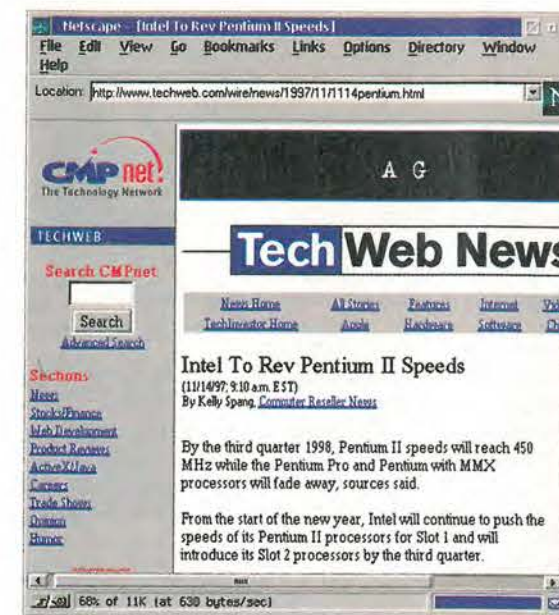 Netscape - [Intel To Rev Pentium II Speeds]
File Edit View Go Bookmarks Links Options Directory Window
Help
Location: http://www.techweb.com/wire/news/1997/11/1114pentium.html
N
CMPnet.
The Technology Network
A G
TECHWEB
TechWeb News
Search CMPnet
Search
Advanced Search
News Home All Stories Features Internet
TechInvestor Home Apple Hardware Software
Sections
News
Stocks/Finance
Web Development
Product Reviews
ActiveX/Java
Careers
Trade Shows
Opinion
Humor
Intel To Rev Pentium II Speeds
(11/14/97; 9:10 a.m. EST)
By Kelly Spang, Computer Reseller News
By the third quarter 1998, Pentium II speeds will reach 450
MHz while the Pentium Pro and Pentium with MMX
processors will fade away, sources said.
From the start of the new year, Intel will continue to push the
speeds of its Pentium II processors for Slot 1 and will
introduce its Slot 2 processors by the third quarter.
68% of 11K (at 630 bytes/sec)